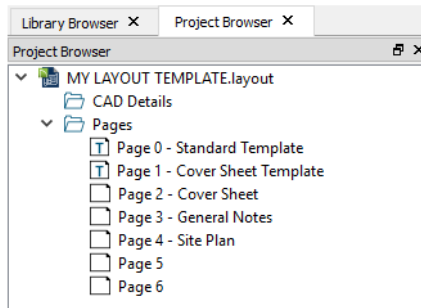 Library Browser ✕ Project Browser ✕
Project Browser
MY LAYOUT TEMPLATE.layout
CAD Details
Pages
T Page 0 - Standard Template
T Page 1 - Cover Sheet Template
Page 2 - Cover Sheet
Page 3 - General Notes
Page 4 - Site Plan
Page 5
Page 6